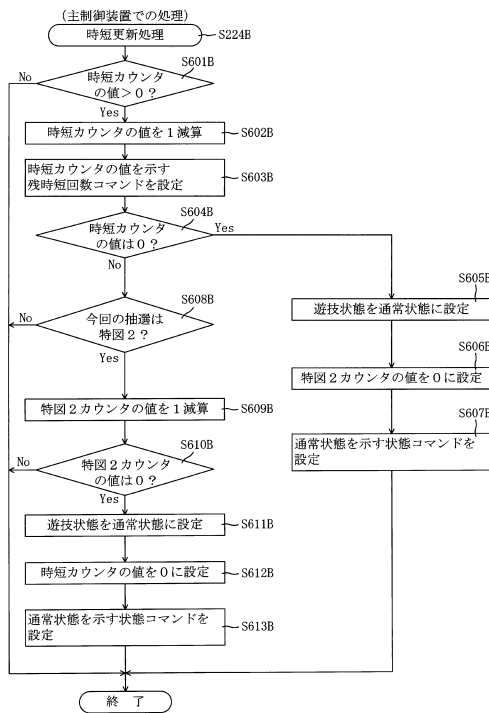 (主制御装置での処理)
時短更新処理
S224B
S601B
No
時短カウンタ
の値>0？
Yes
時短カウンタの値を１減算
S602B
時短カウンタの値を示す
残時短回数コマンドを設定
S603B
S604B
時短カウンタ
の値は０？
Yes
No
S605B
遊技状態を通常状態に設定
S608B
No
今回の抽選は
特図２？
Yes
S606B
特図２カウンタの値を０に設定
特図２カウンタの値を１減算
S609B
S607B
通常状態を示す状態コマンドを
設定
S610B
No
特図２カウンタ
の値は０？
Yes
遊技状態を通常状態に設定
S611B
時短カウンタの値を０に設定
S612B
通常状態を示す状態コマンドを
設定
S613B
終　了